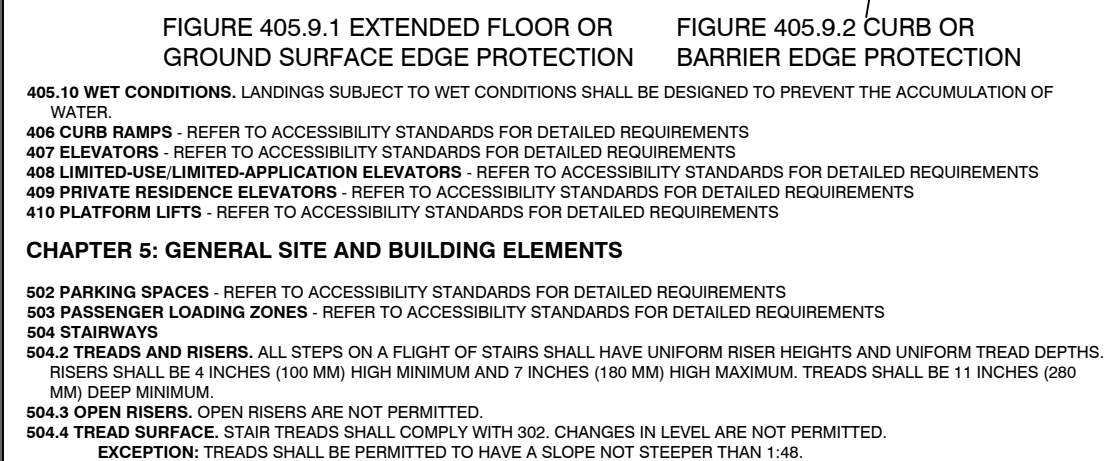 FIGURE 405.9.1 EXTENDED FLOOR OR
GROUND SURFACE EDGE PROTECTION
FIGURE 405.9.2 CURB OR
BARRIER EDGE PROTECTION
405.10 WET CONDITIONS. LANDINGS SUBJECT TO WET CONDITIONS SHALL BE DESIGNED TO PREVENT THE ACCUMULATION OF
WATER.
406 CURB RAMPS - REFER TO ACCESSIBILITY STANDARDS FOR DETAILED REQUIREMENTS
407 ELEVATORS - REFER TO ACCESSIBILITY STANDARDS FOR DETAILED REQUIREMENTS
408 LIMITED-USE/LIMITED-APPLICATION ELEVATORS - REFER TO ACCESSIBILITY STANDARDS FOR DETAILED REQUIREMENTS
409 PRIVATE RESIDENCE ELEVATORS - REFER TO ACCESSIBILITY STANDARDS FOR DETAILED REQUIREMENTS
410 PLATFORM LIFTS - REFER TO ACCESSIBILITY STANDARDS FOR DETAILED REQUIREMENTS
CHAPTER 5: GENERAL SITE AND BUILDING ELEMENTS
502 PARKING SPACES - REFER TO ACCESSIBILITY STANDARDS FOR DETAILED REQUIREMENTS
503 PASSENGER LOADING ZONES - REFER TO ACCESSIBILITY STANDARDS FOR DETAILED REQUIREMENTS
504 STAIRWAYS
504.2 TREADS AND RISERS. ALL STEPS ON A FLIGHT OF STAIRS SHALL HAVE UNIFORM RISER HEIGHTS AND UNIFORM TREAD DEPTHS.
RISERS SHALL BE 4 INCHES (100 MM) HIGH MINIMUM AND 7 INCHES (180 MM) HIGH MAXIMUM. TREADS SHALL BE 11 INCHES (280
MM) DEEP MINIMUM.
504.3 OPEN RISERS. OPEN RISERS ARE NOT PERMITTED.
504.4 TREAD SURFACE. STAIR TREADS SHALL COMPLY WITH 302. CHANGES IN LEVEL ARE NOT PERMITTED.
EXCEPTION: TREADS SHALL BE PERMITTED TO HAVE A SLOPE NOT STEEPER THAN 1:48.